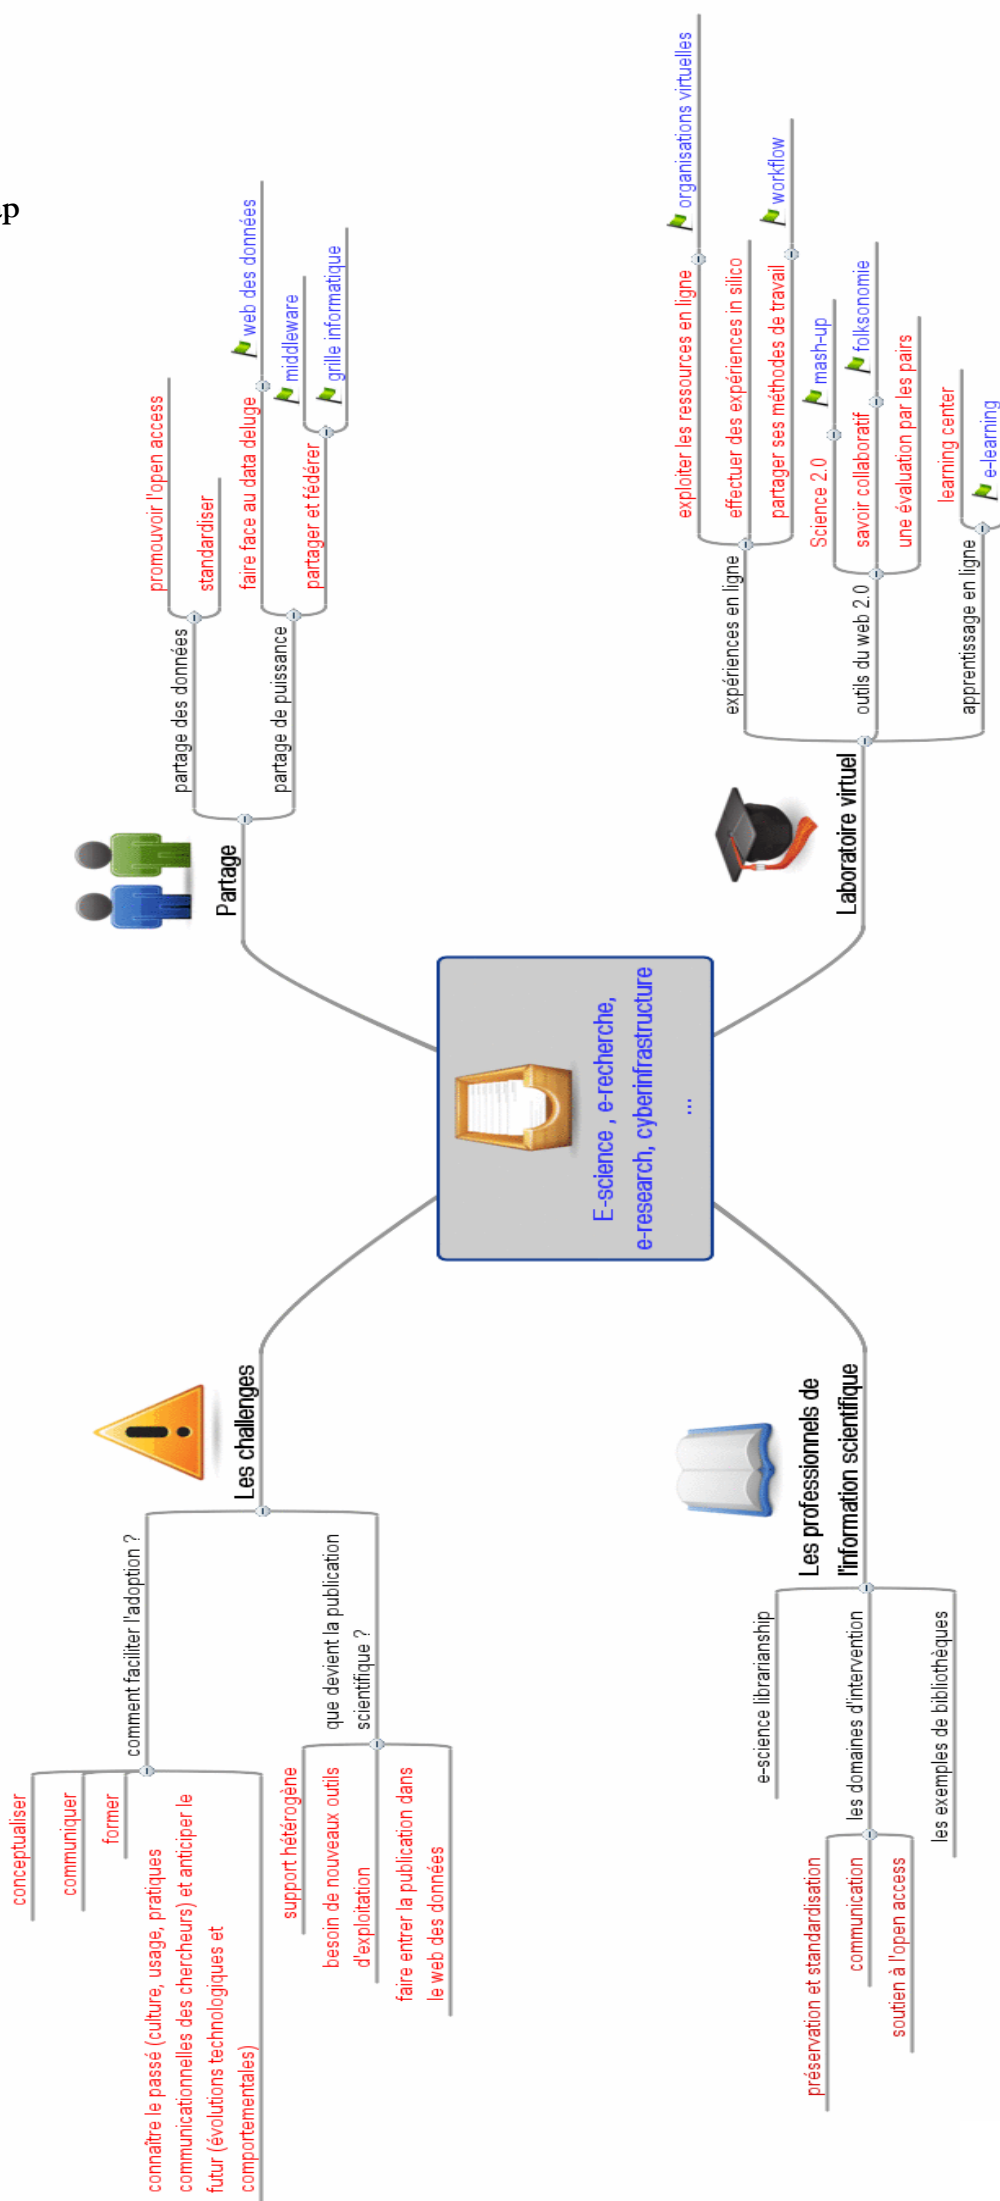 ap
E-science , e-recherche,
e-research, cyberinfrastructure
...
Partage
partage des données
promouvoir l'open access
standardiser
partage de puissance
faire face au data deluge
web des données
partager et fédérer
middleware
grille informatique
Laboratoire virtuel
expériences en ligne
exploiter les ressources en ligne
organisations virtuelles
effectuer des expériences in silico
partager ses méthodes de travail
workflow
outils du web 2.0
Science 2.0
mash-up
savoir collaboratif
folksonomie
une évaluation par les pairs
apprentissage en ligne
learning center
e-learning
Les challenges
comment faciliter l'adoption ?
conceptualiser
communiquer
former
connaître le passé (culture, usage, pratiques
communicationnelles des chercheurs) et anticiper le
futur (évolutions technologiques et
comportementales)
que devient la publication
scientifique ?
support hétérogène
besoin de nouveaux outils
d'exploitation
faire entrer la publication dans
le web des données
Les professionnels de
l'information scientifique
e-science librarianship
les domaines d'intervention
préservation et standardisation
communication
soutien à l'open access
les exemples de bibliothèques